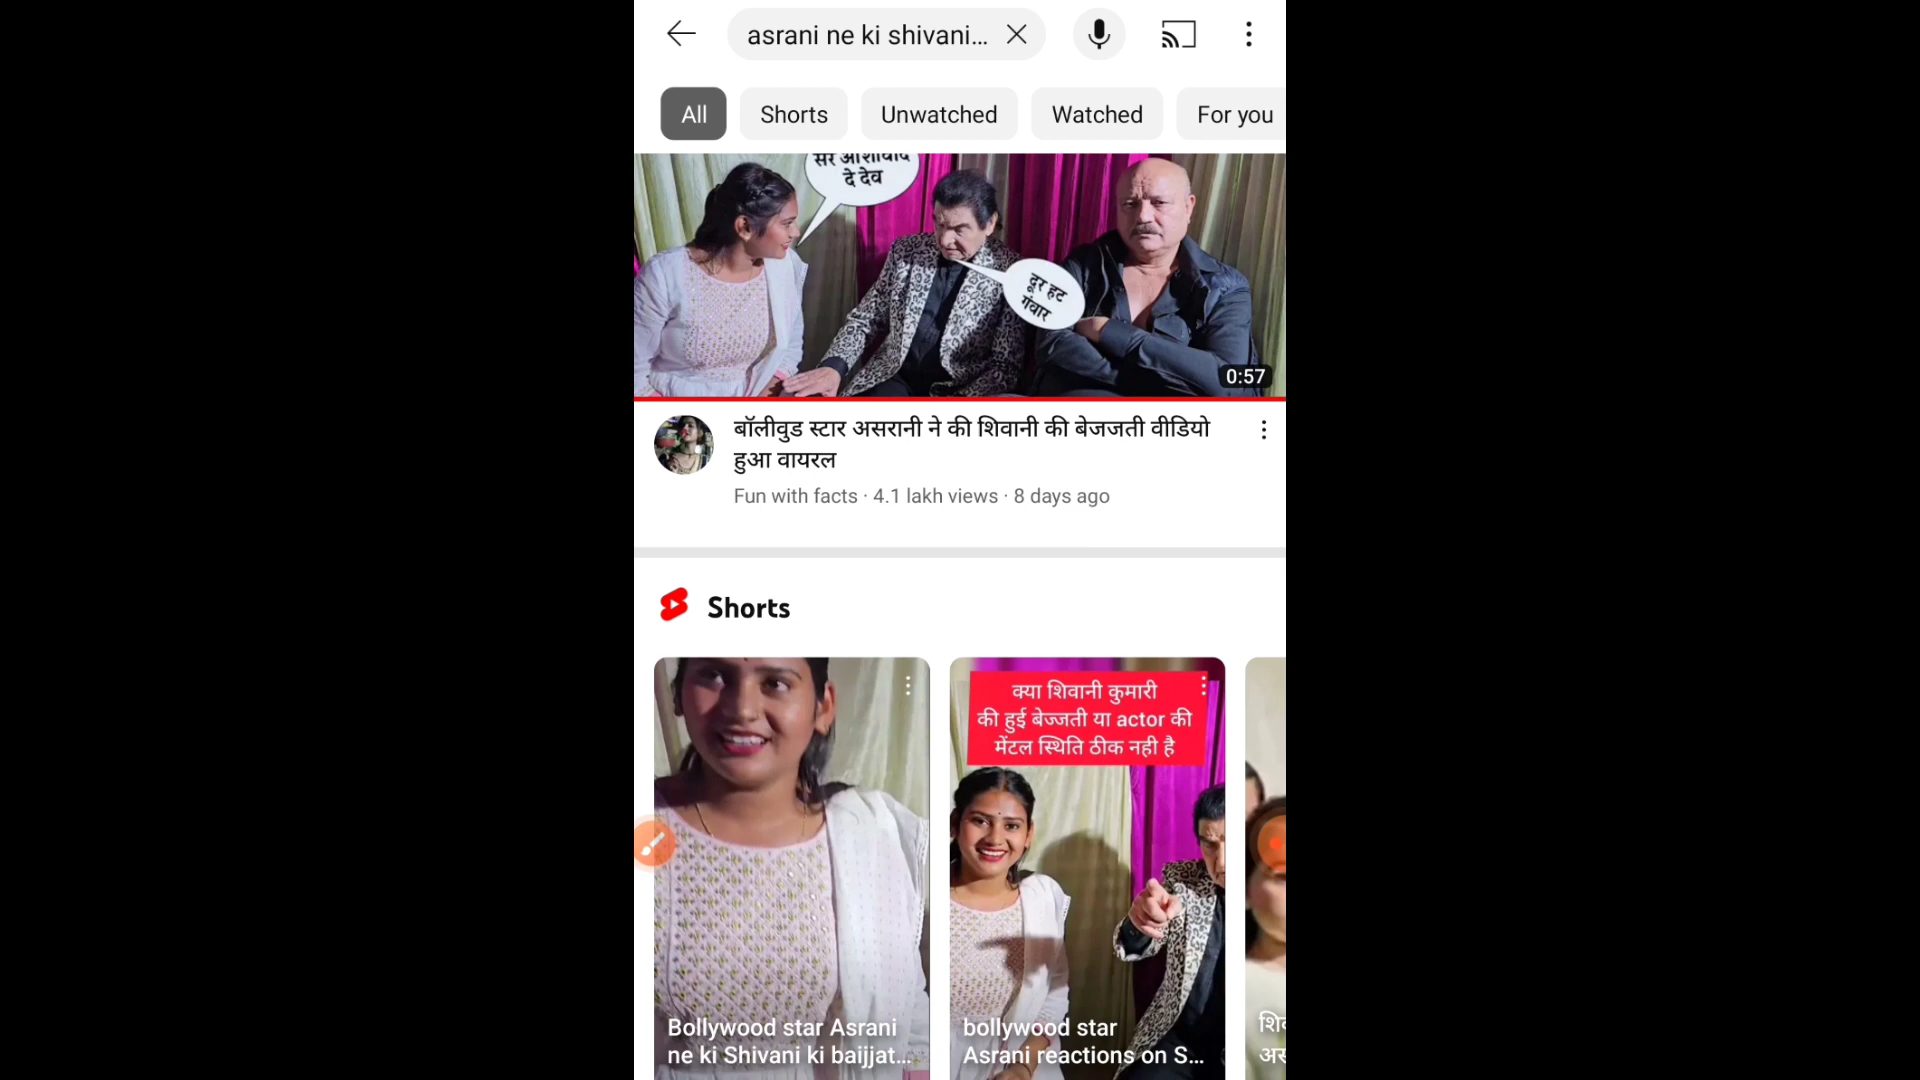 asrani ne ki shivani...
All Shorts Unwatched Watched For you
सर आशीर्वाद
दे देव
दूर हट
गंवार
0:57
बॉलीवुड स्टार असरानी ने की शिवानी की बेजजती वीडियो
हुआ वायरल
Fun with facts · 4.1 lakh views · 8 days ago
Shorts
क्या शिवानी कुमारी
की हुई बेज्जती या actor की
मेंटल स्थिति ठीक नही है
Bollywood star Asrani
ne ki Shivani ki baijjat...
bollywood star
Asrani reactions on S...